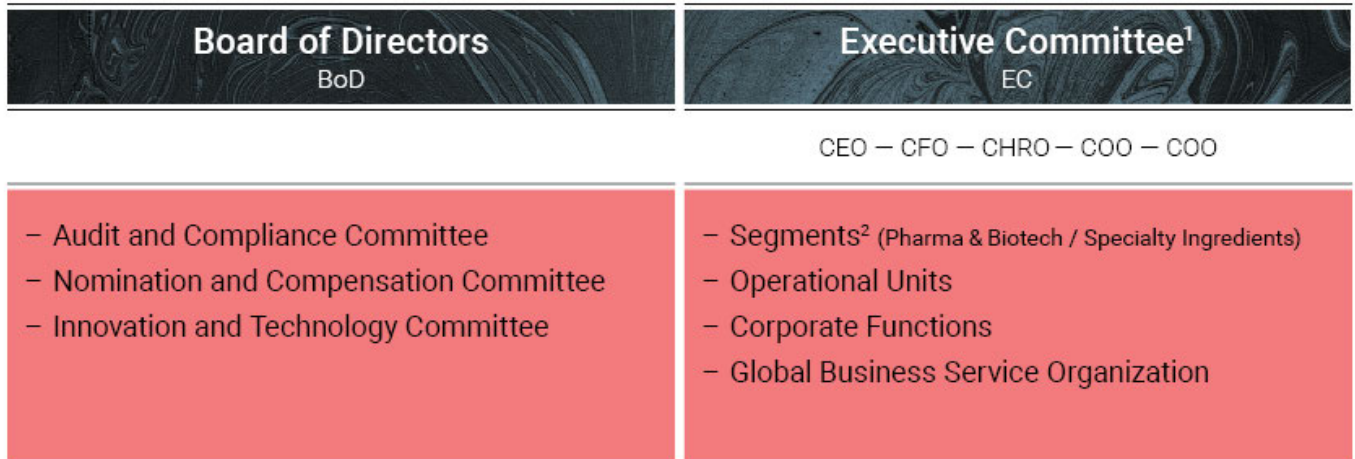 Board of Directors
BoD
Executive Committee¹
EC
CEO — CFO — CHRO — COO — COO
– Audit and Compliance Committee
– Nomination and Compensation Committee
– Innovation and Technology Committee
– Segments² (Pharma & Biotech / Specialty Ingredients)
– Operational Units
– Corporate Functions
– Global Business Service Organization